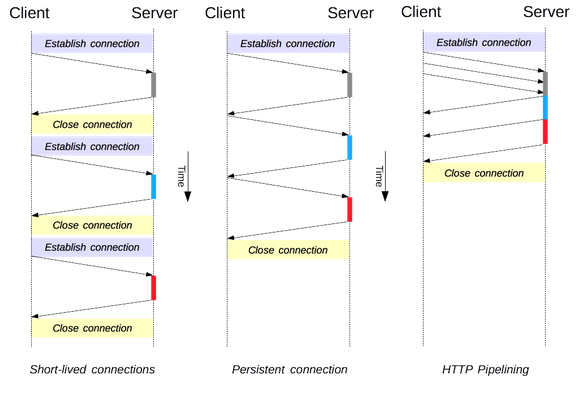 Client Server
Establish connection
Close connection
Establish connection
Close connection
Establish connection
Close connection
Time
Short-lived connections
Client Server
Establish connection
Close connection
Time
Persistent connection
Client Server
Establish connection
Close connection
HTTP Pipelining